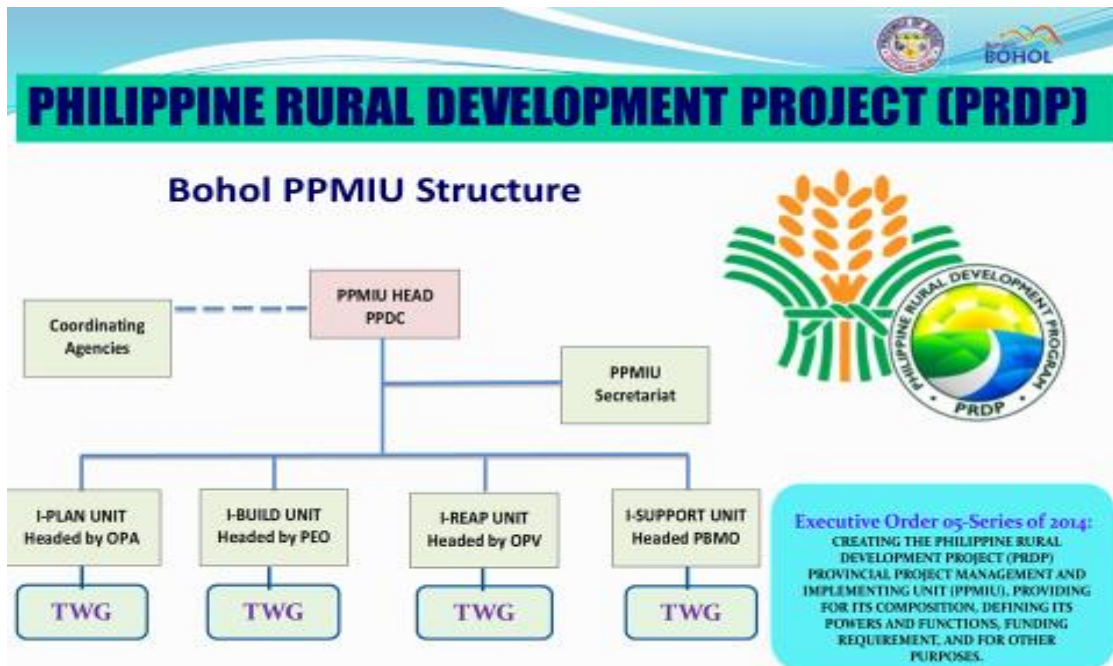 BOHOL
PHILIPPINE RURAL DEVELOPMENT PROJECT (PRDP)
Bohol PPMIU Structure
PHILIPPINE RURAL DEVELOPMENT PROGRAM
PRDP
PPMIU HEAD
PPDC
Coordinating
Agencies
PPMIU
Secretariat
I-PLAN UNIT
Headed by OPA
I-BUILD UNIT
Headed by PEO
I-REAP UNIT
Headed by OPV
I-SUPPORT UNIT
Headed PBMO
TWG
TWG
TWG
TWG
Executive Order 05-Series of 2014:
CREATING THE PHILIPPINE RURAL
DEVELOPMENT PROJECT (PRDP)
PROVINCIAL PROJECT MANAGEMENT AND
IMPLEMENTING UNIT (PPMIU), PROVIDING
FOR ITS COMPOSITION, DEFINING ITS
POWERS AND FUNCTIONS, FUNDING
REQUIREMENT, AND FOR OTHER
PURPOSES.